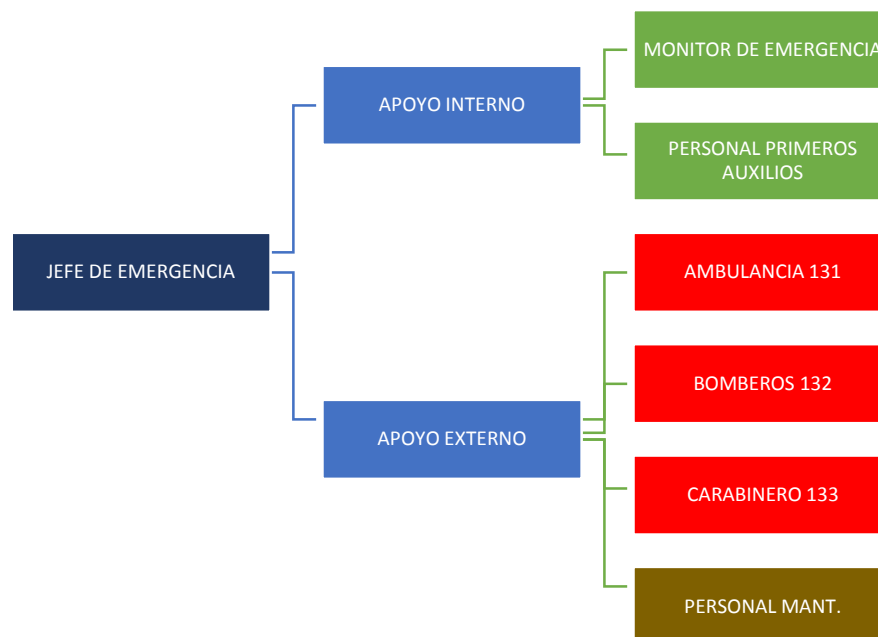 MONITOR DE EMERGENCIA
APOYO INTERNO
PERSONAL PRIMEROS
AUXILIOS
JEFE DE EMERGENCIA
AMBULANCIA 131
BOMBEROS 132
APOYO EXTERNO
CARABINERO 133
PERSONAL MANT.